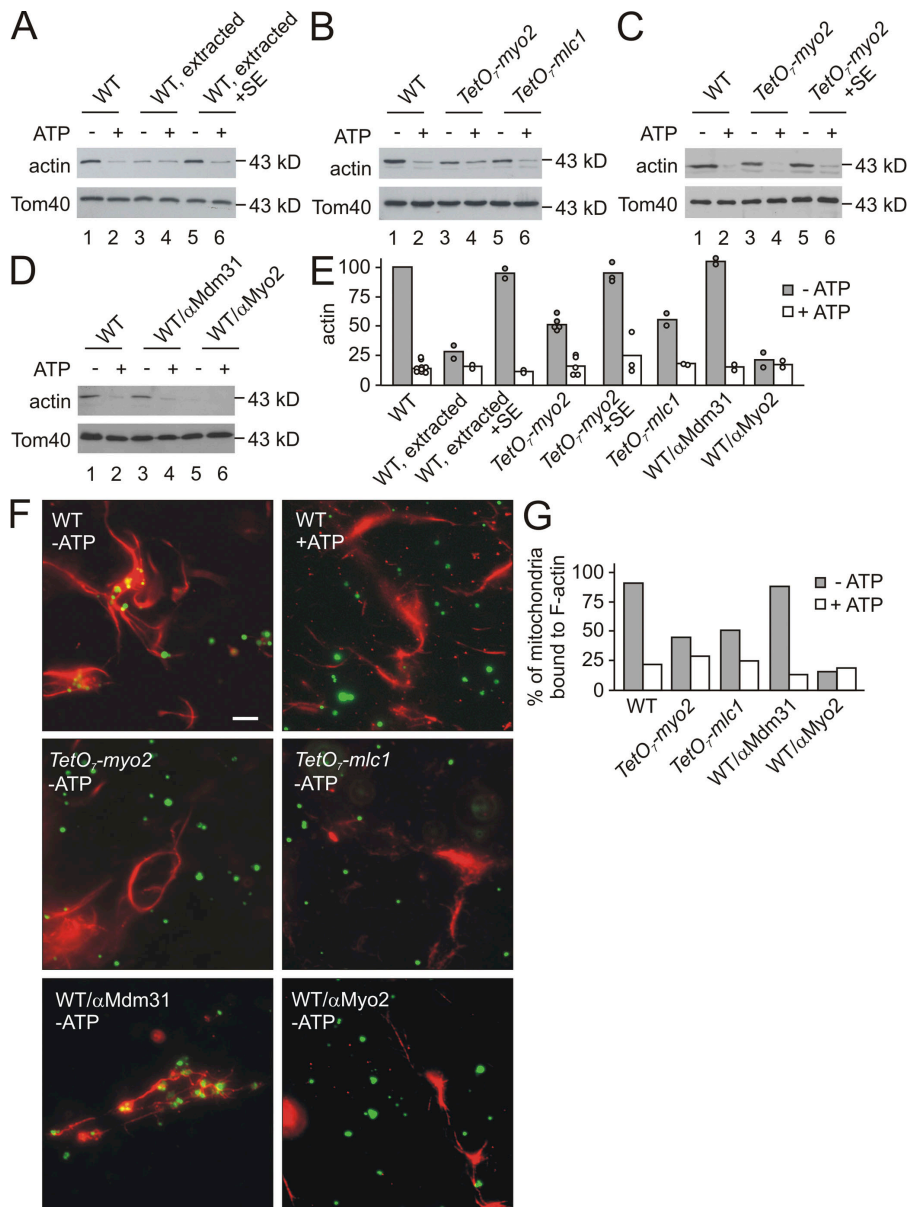 A
WT
WT, extracted
WT, extracted
+SE
ATP - + - + - +
actin 43 kD
Tom40 43 kD
1 2 3 4 5 6
B
WT
TetO7-myo2
TetO7-mlc1
ATP - + - + - +
actin 43 kD
Tom40 43 kD
1 2 3 4 5 6
C
WT
TetO7-myo2
TetO7-myo2
+SE
ATP - + - + - +
actin 43 kD
Tom40 43 kD
1 2 3 4 5 6
D
WT
WT/αMdm31
WT/αMyo2
ATP - + - + - +
actin 43 kD
Tom40 43 kD
1 2 3 4 5 6
E
actin
100
75
50
25
0
- ATP
+ ATP
WT
WT, extracted
WT, extracted
+SE
TetO7-myo2
TetO7-myo2
+SE
TetO7-mlc1
WT/αMdm31
WT/αMyo2
F
WT
-ATP
WT
+ATP
TetO7-myo2
-ATP
TetO7-mlc1
-ATP
WT/αMdm31
-ATP
WT/αMyo2
-ATP
G
% of mitochondria
bound to F-actin
100
75
50
25
0
- ATP
+ ATP
WT
TetO7-myo2
TetO7-mlc1
WT/αMdm31
WT/αMyo2